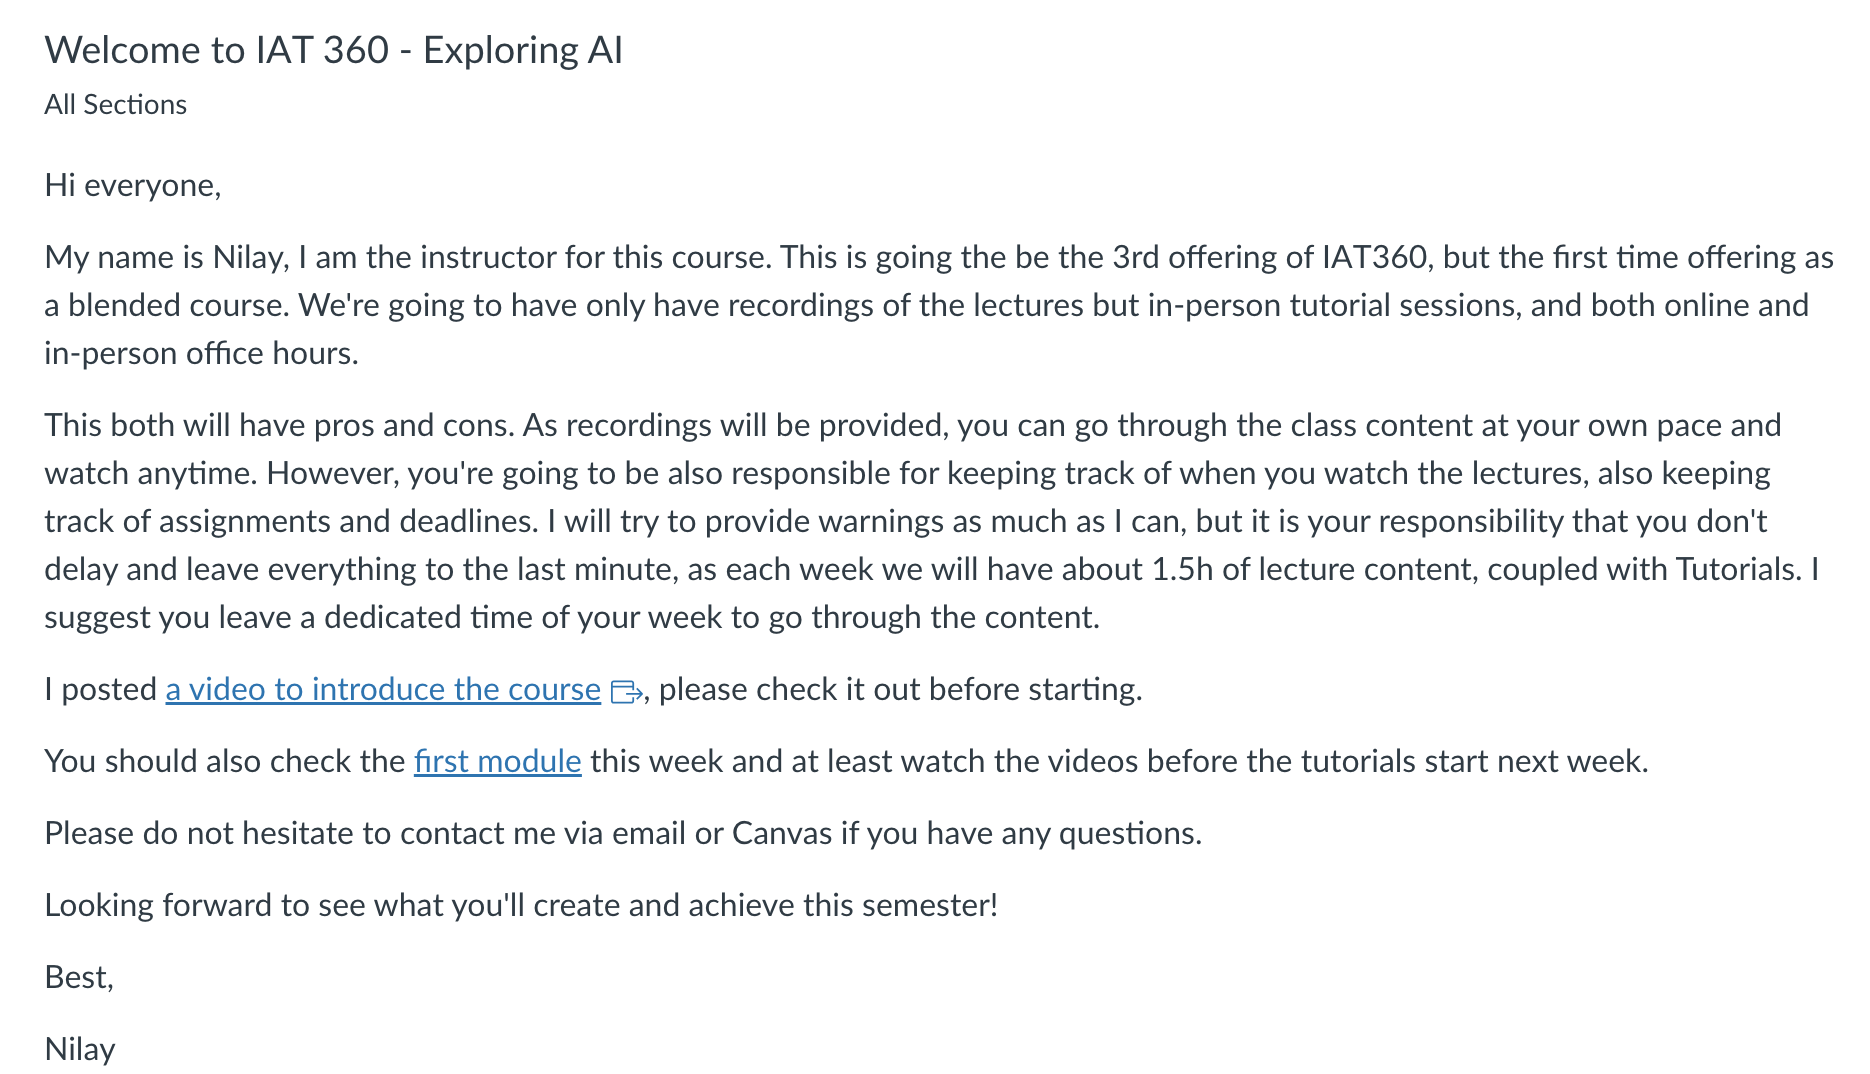 Welcome to IAT 360 - Exploring AI
All Sections
Hi everyone,
My name is Nilay, I am the instructor for this course. This is going the be the 3rd offering of IAT360, but the first time offering as
a blended course. We're going to have only have recordings of the lectures but in-person tutorial sessions, and both online and
in-person office hours.
This both will have pros and cons. As recordings will be provided, you can go through the class content at your own pace and
watch anytime. However, you're going to be also responsible for keeping track of when you watch the lectures, also keeping
track of assignments and deadlines. I will try to provide warnings as much as I can, but it is your responsibility that you don't
delay and leave everything to the last minute, as each week we will have about 1.5h of lecture content, coupled with Tutorials. I
suggest you leave a dedicated time of your week to go through the content.
I posted a video to introduce the course , please check it out before starting.
You should also check the first module this week and at least watch the videos before the tutorials start next week.
Please do not hesitate to contact me via email or Canvas if you have any questions.
Looking forward to see what you'll create and achieve this semester!
Best,
Nilay